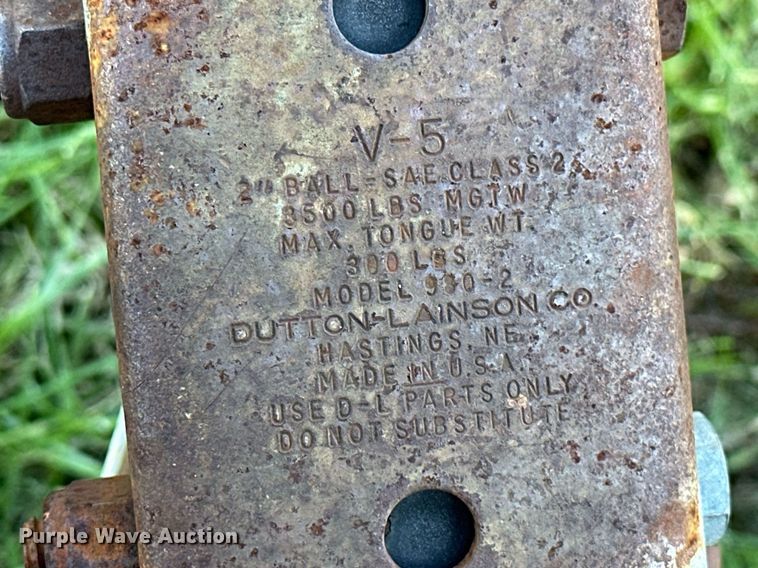 V-5
2" BALL-SAE CLASS 2
3500 LBS. MGTW
MAX. TONGUE WT.
300 LBS.
MODEL
DUTTON-LAINSON CO.
HASTINGS, NE
MADE IN U.S.A.
USE D-L PARTS ONLY
DO NOT SUBSTITUTE
Purple Wave Auction